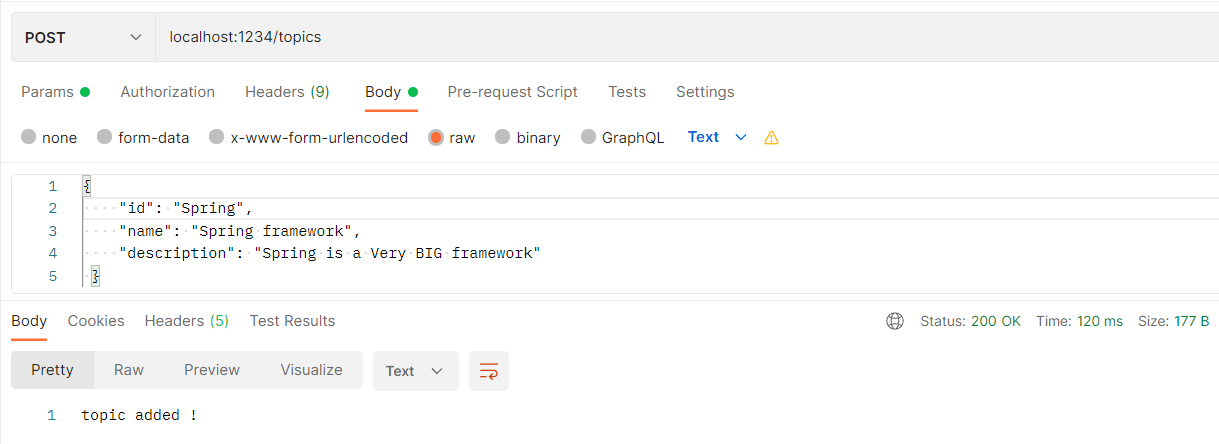 POST localhost:1234/topics
Params Authorization Headers (9) Body Pre-request Script Tests Settings
none form-data x-www-form-urlencoded raw binary GraphQL Text
1 {
2 "id": "Spring",
3 "name": "Spring framework",
4 "description": "Spring is a Very BIG framework"
5 }
Body Cookies Headers (5) Test Results Status: 200 OK Time: 120 ms Size: 177 B
Pretty Raw Preview Visualize Text
1 topic added !